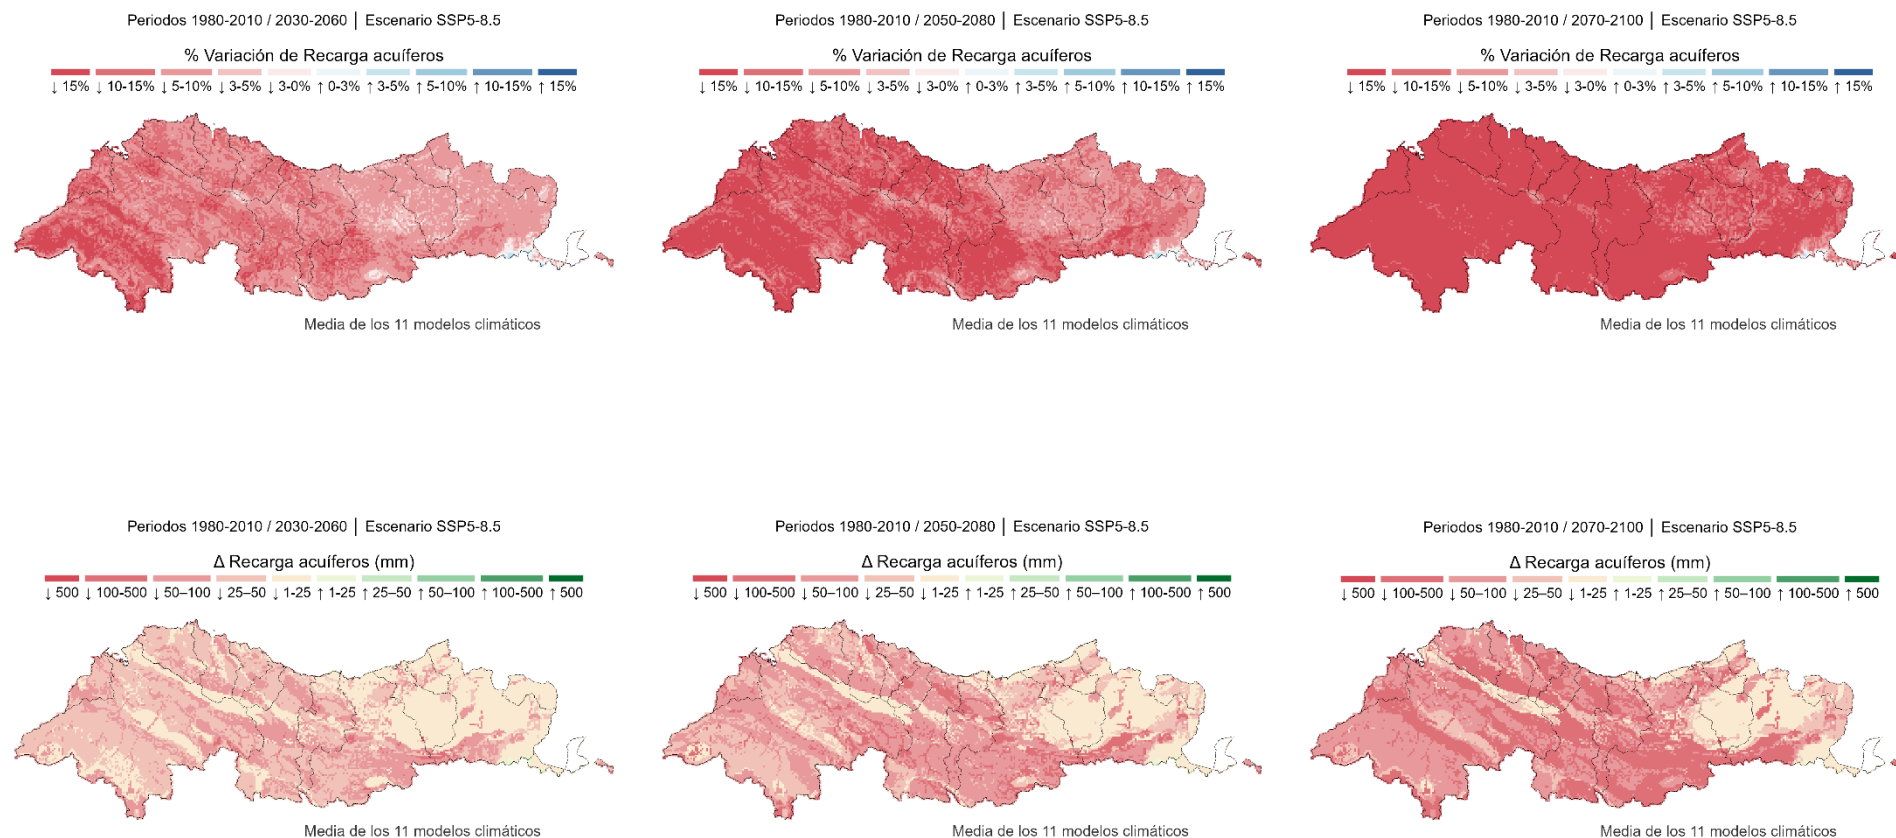 Periodos 1980-2010 / 2030-2060 | Escenario SSP5-8.5
% Variación de Recarga acuíferos
↓ 15% ↓ 10-15% ↓ 5-10% ↓ 3-5% ↓ 3-0% ↑ 0-3% ↑ 3-5% ↑ 5-10% ↑ 10-15% ↑ 15%
Media de los 11 modelos climáticos
Periodos 1980-2010 / 2050-2080 | Escenario SSP5-8.5
% Variación de Recarga acuíferos
↓ 15% ↓ 10-15% ↓ 5-10% ↓ 3-5% ↓ 3-0% ↑ 0-3% ↑ 3-5% ↑ 5-10% ↑ 10-15% ↑ 15%
Media de los 11 modelos climáticos
Periodos 1980-2010 / 2070-2100 | Escenario SSP5-8.5
% Variación de Recarga acuíferos
↓ 15% ↓ 10-15% ↓ 5-10% ↓ 3-5% ↓ 3-0% ↑ 0-3% ↑ 3-5% ↑ 5-10% ↑ 10-15% ↑ 15%
Media de los 11 modelos climáticos
Periodos 1980-2010 / 2030-2060 | Escenario SSP5-8.5
Δ Recarga acuíferos (mm)
↓ 500 ↓ 100-500 ↓ 50–100 ↓ 25–50 ↓ 1-25 ↑ 1-25 ↑ 25–50 ↑ 50–100 ↑ 100-500 ↑ 500
Media de los 11 modelos climáticos
Periodos 1980-2010 / 2050-2080 | Escenario SSP5-8.5
Δ Recarga acuíferos (mm)
↓ 500 ↓ 100-500 ↓ 50–100 ↓ 25–50 ↓ 1-25 ↑ 1-25 ↑ 25–50 ↑ 50–100 ↑ 100-500 ↑ 500
Media de los 11 modelos climáticos
Periodos 1980-2010 / 2070-2100 | Escenario SSP5-8.5
Δ Recarga acuíferos (mm)
↓ 500 ↓ 100-500 ↓ 50–100 ↓ 25–50 ↓ 1-25 ↑ 1-25 ↑ 25–50 ↑ 50–100 ↑ 100-500 ↑ 500
Media de los 11 modelos climáticos